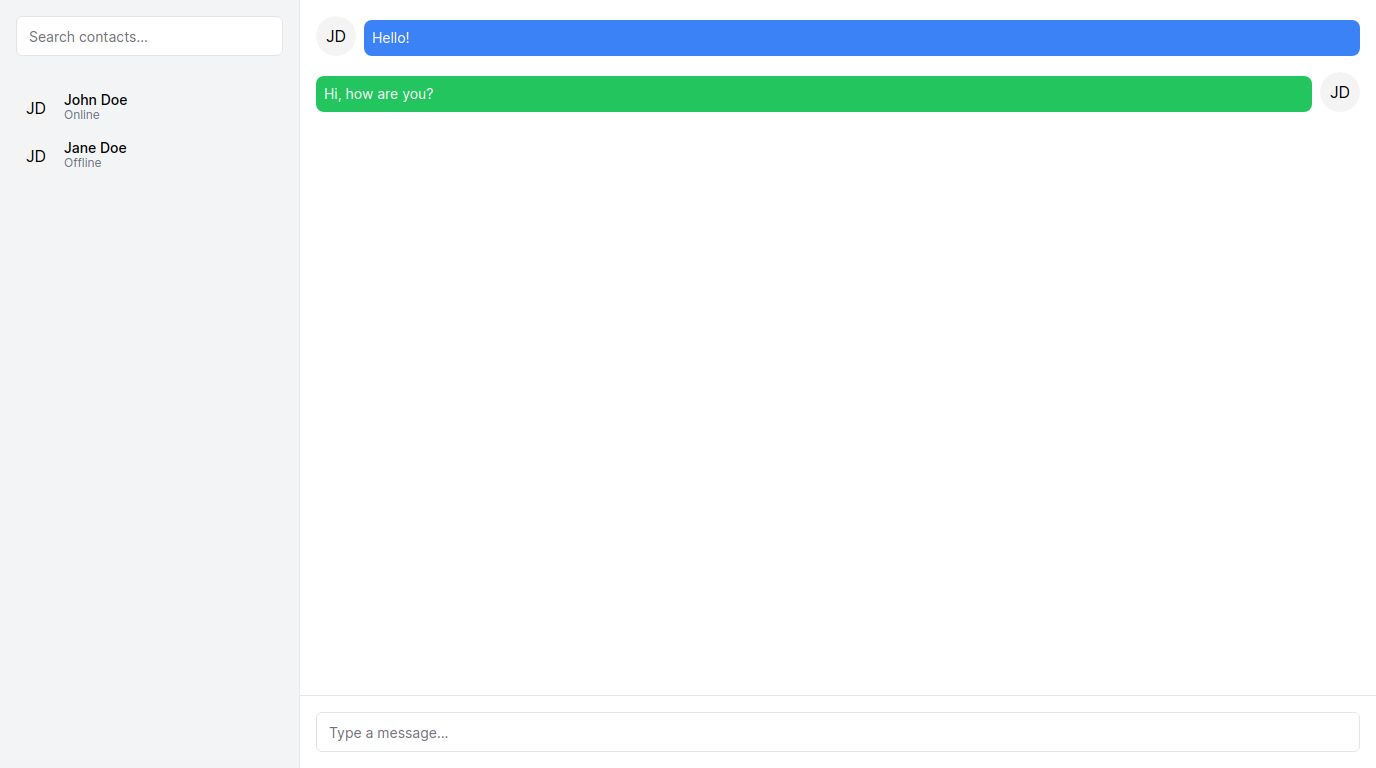 Search contacts...
JD
John Doe
Online
JD
Jane Doe
Offline
JD
Hello!
Hi, how are you?
JD
Type a message...